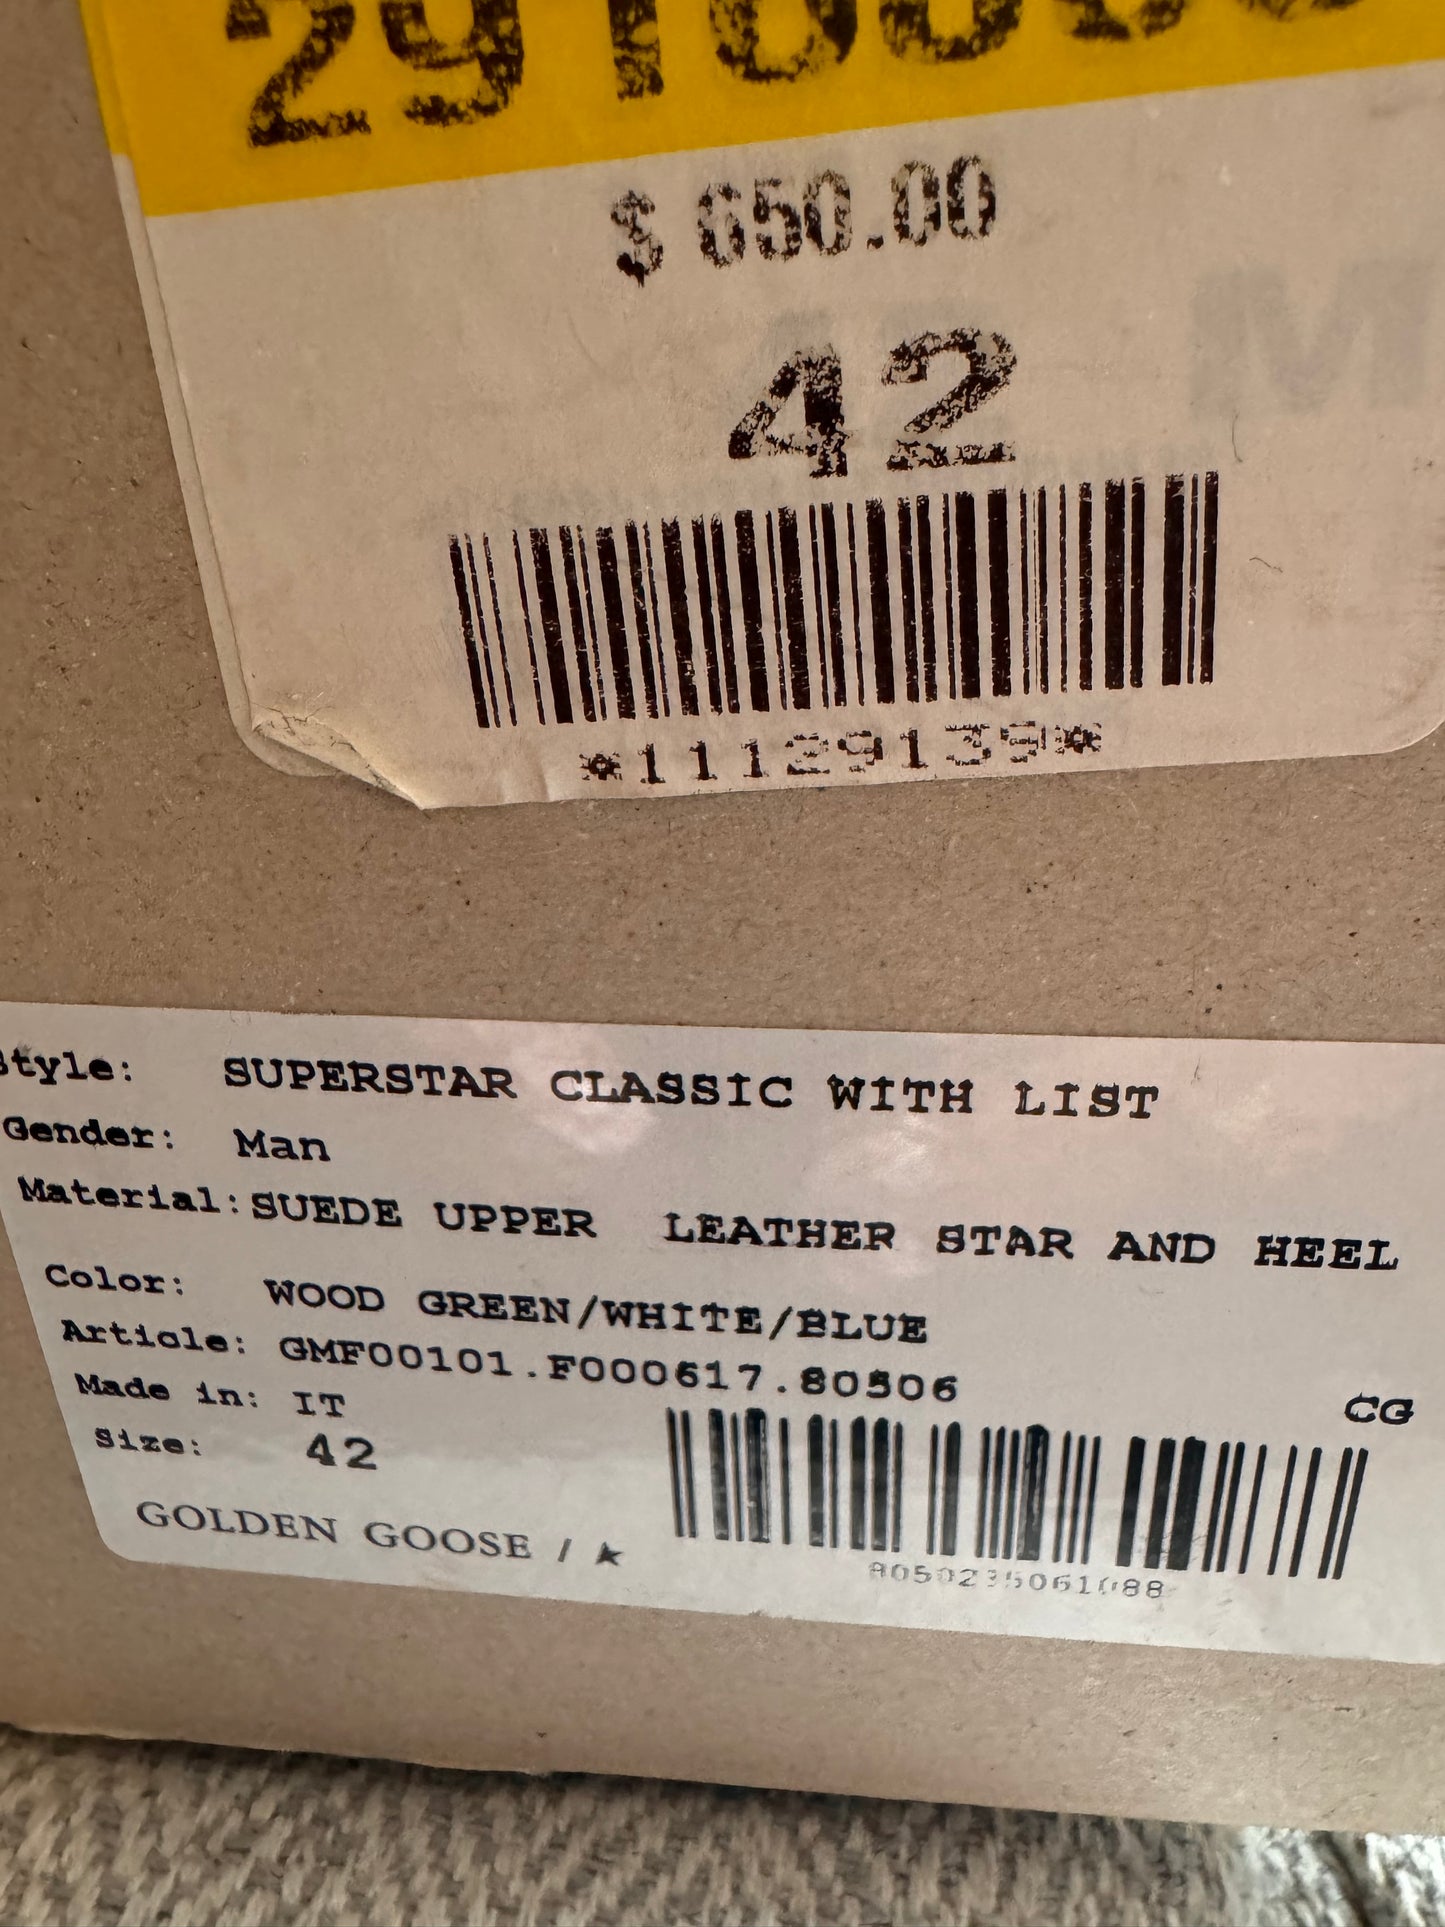 $ 650.00
42
*11129139*
Style: SUPERSTAR CLASSIC WITH LIST
Gender: Man
Material: SUEDE UPPER LEATHER STAR AND HEEL
Color: WOOD GREEN/WHITE/BLUE
Article: GMF00101.F000617.80506
Made in: IT
CG
Size: 42
GOLDEN GOOSE /
8050235061088